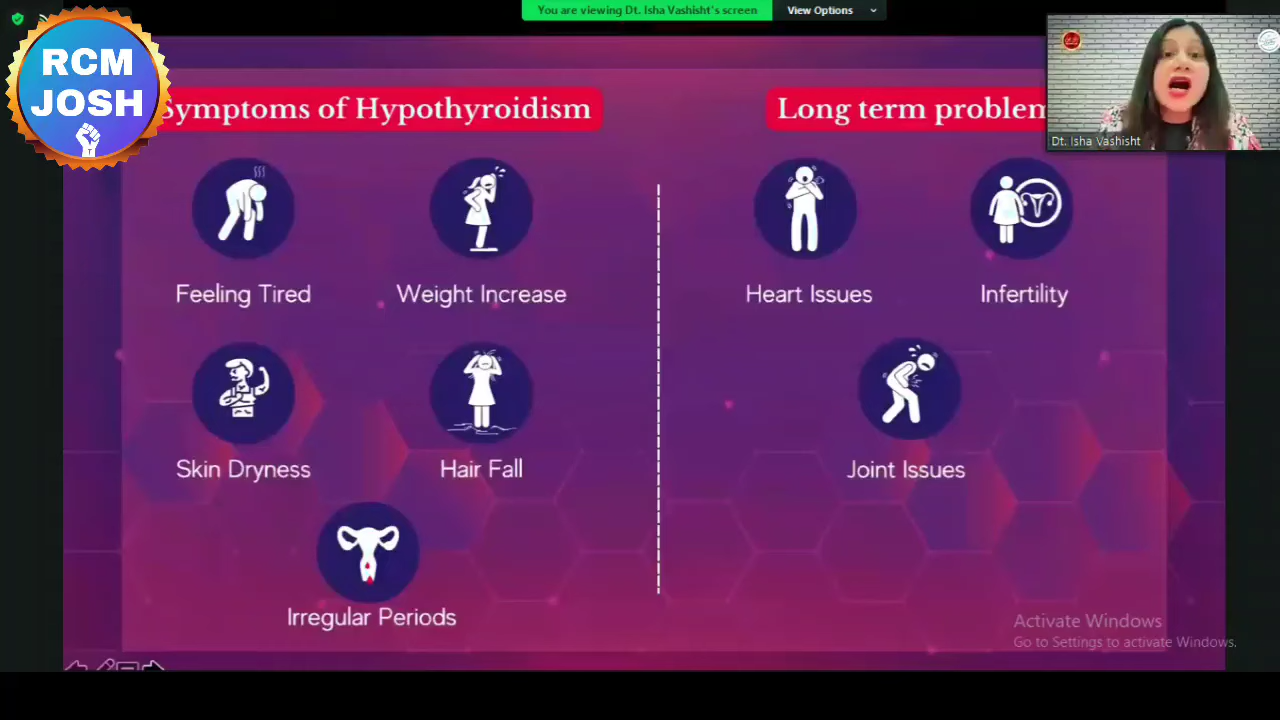 You are viewing Dt. Isha Vashisht's screen
View Options
RCM
JOSH
Symptoms of Hypothyroidism
Long term problem
Dt. Isha Vashisht
Feeling Tired
Weight Increase
Heart Issues
Infertility
Skin Dryness
Hair Fall
Joint Issues
Irregular Periods
Activate Windows
Go to Settings to activate Windows.